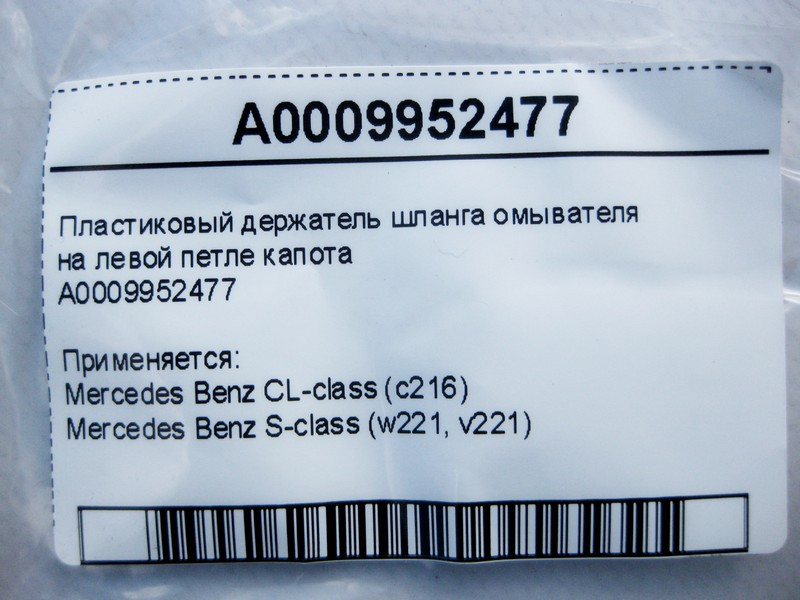 A0009952477
Пластиковый держатель шланга омывателя
на левой петле капота
A0009952477
Применяется:
Mercedes Benz CL-class (c216)
Mercedes Benz S-class (w221, v221)